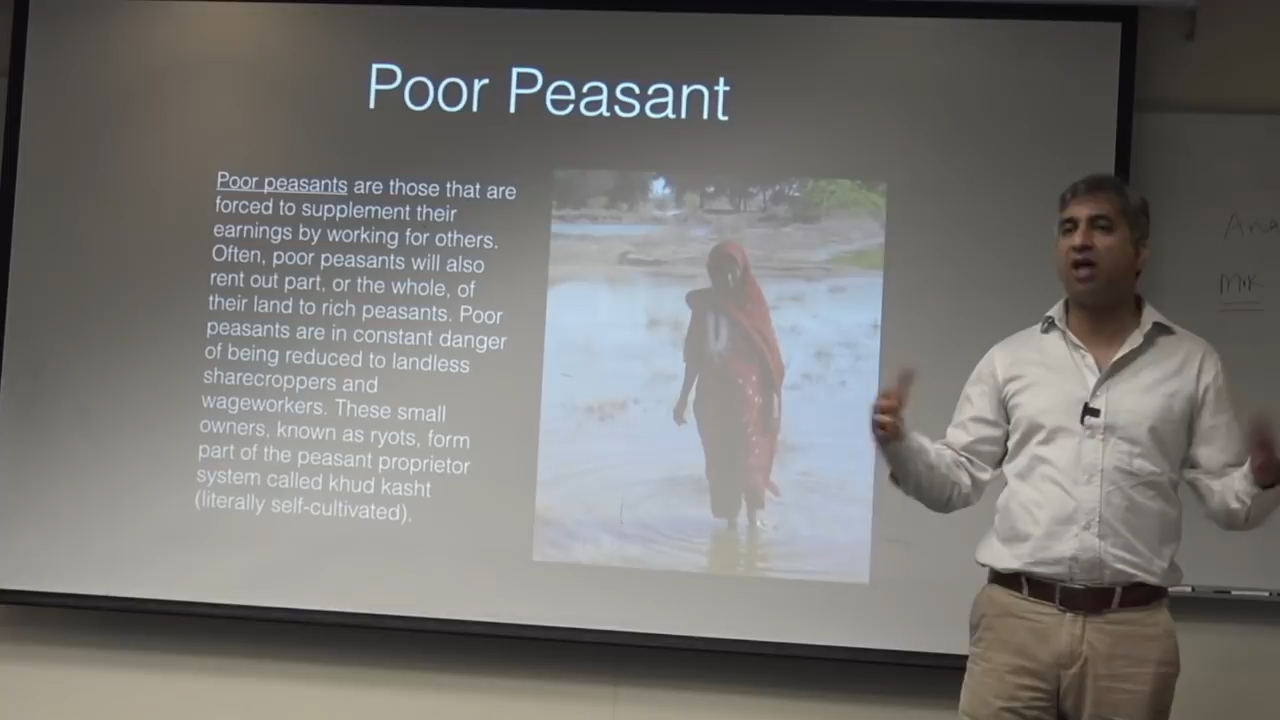 Poor Peasant
Poor peasants are those that are
forced to supplement their
earnings by working for others.
Often, poor peasants will also
rent out part, or the whole, of
their land to rich peasants. Poor
peasants are in constant danger
of being reduced to landless
sharecroppers and
wageworkers. These small
owners, known as ryots, form
part of the peasant proprietor
system called khud kasht
(literally self-cultivated).